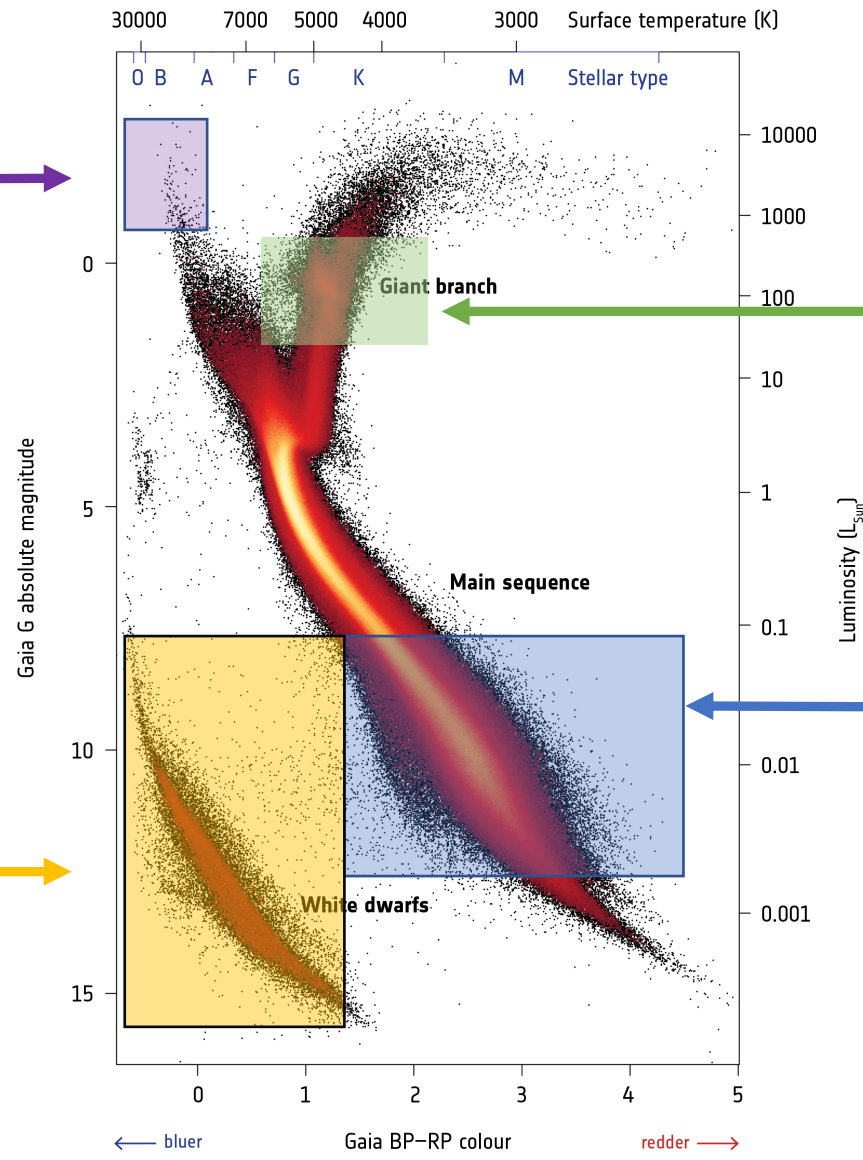 30000 7000 5000 4000 3000 Surface temperature (K)
O B A F G K M Stellar type
10000
1000
0
Giant branch
100
10
Gaia G absolute magnitude
5
1
Luminosity (Lsun)
Main sequence
0.1
10
0.01
White dwarfs
0.001
15
0 1 2 3 4 5
← bluer Gaia BP–RP colour redder →